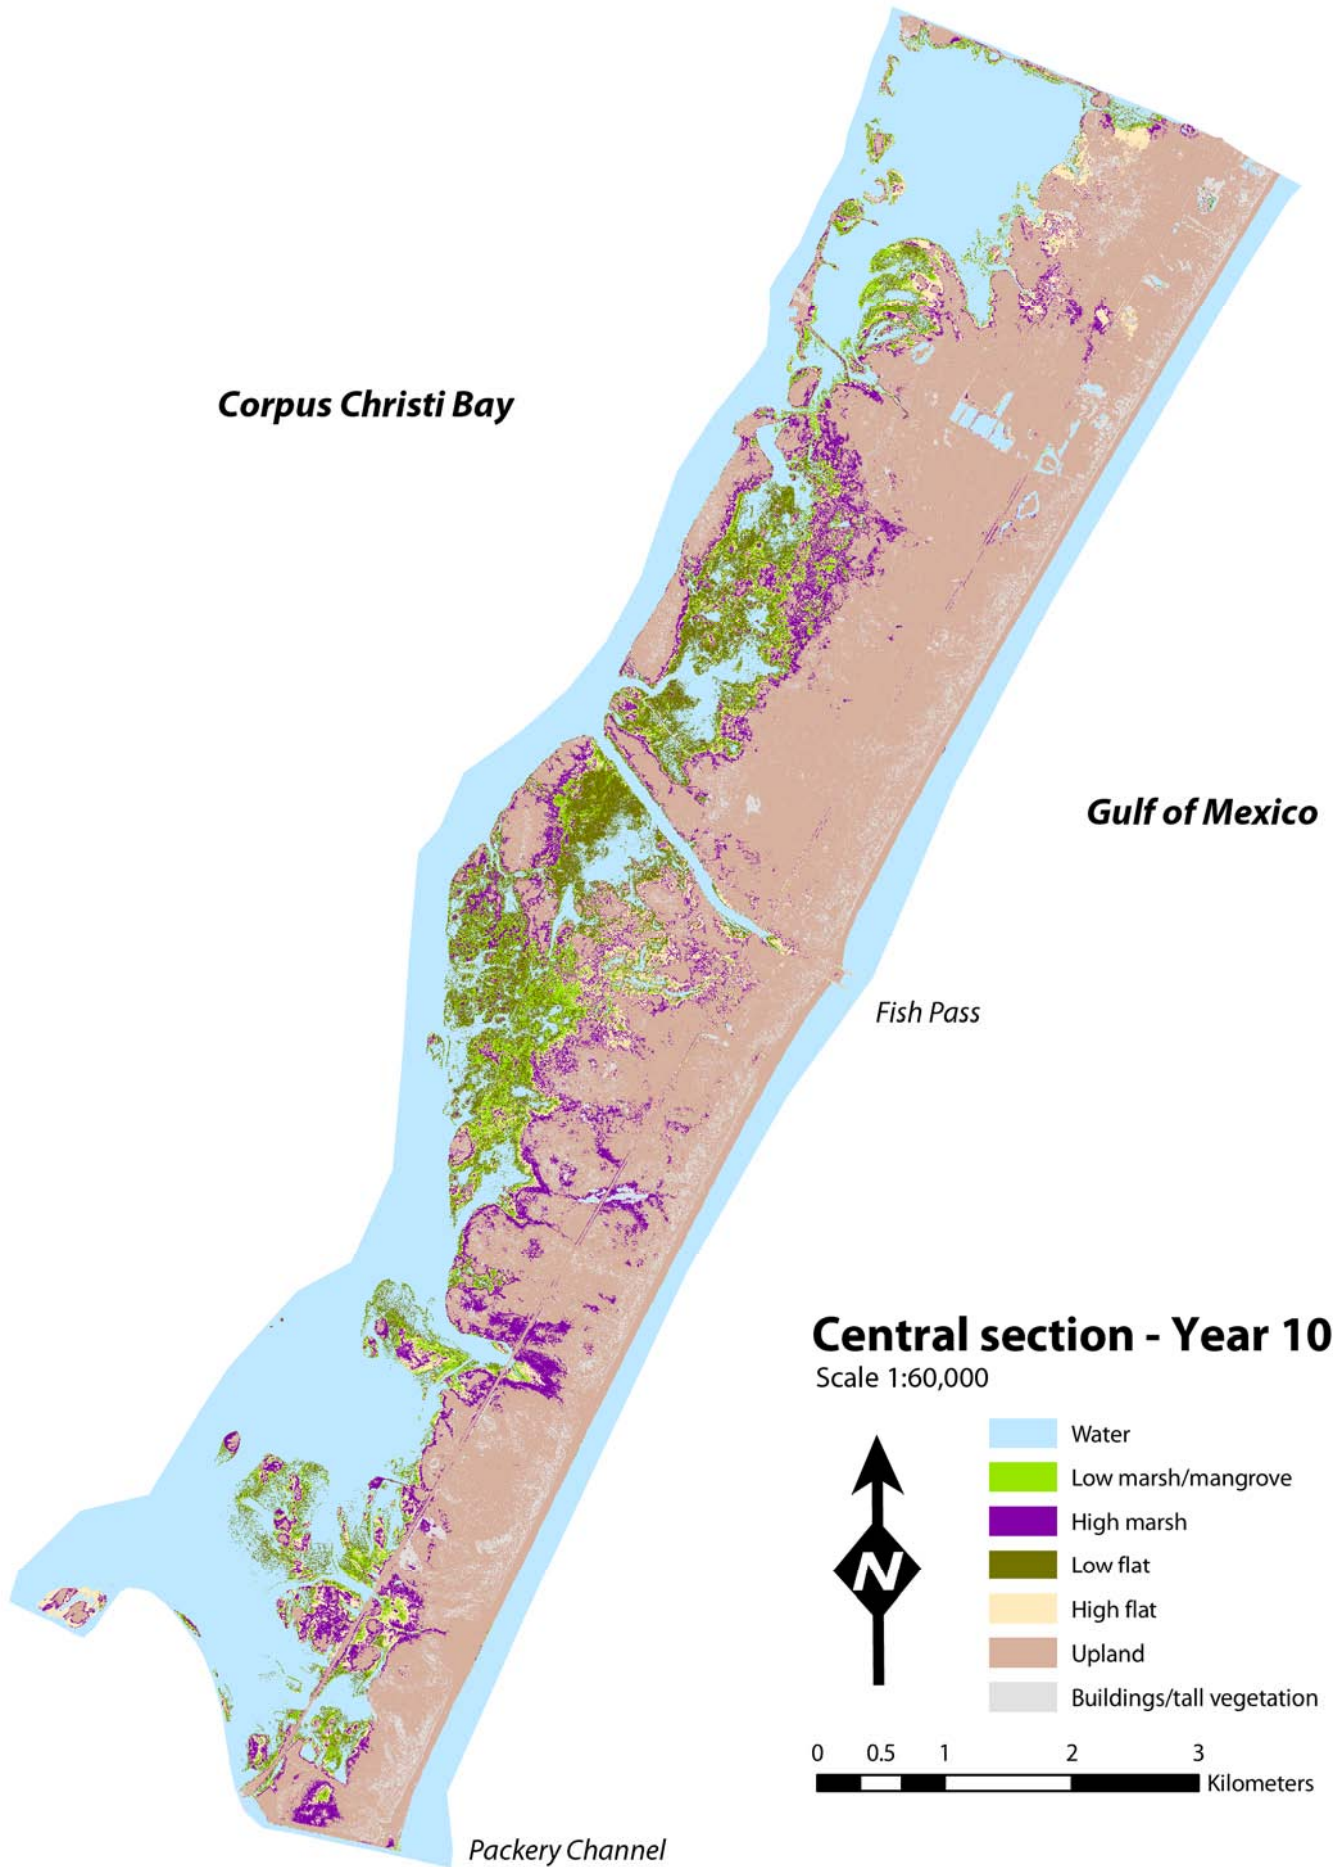 Corpus Christi Bay
Gulf of Mexico
Fish Pass
Central section - Year 10
Scale 1:60,000
Water
Low marsh/mangrove
High marsh
Low flat
High flat
Upland
Buildings/tall vegetation
N
0 0.5 1 2 3
Kilometers
Packery Channel